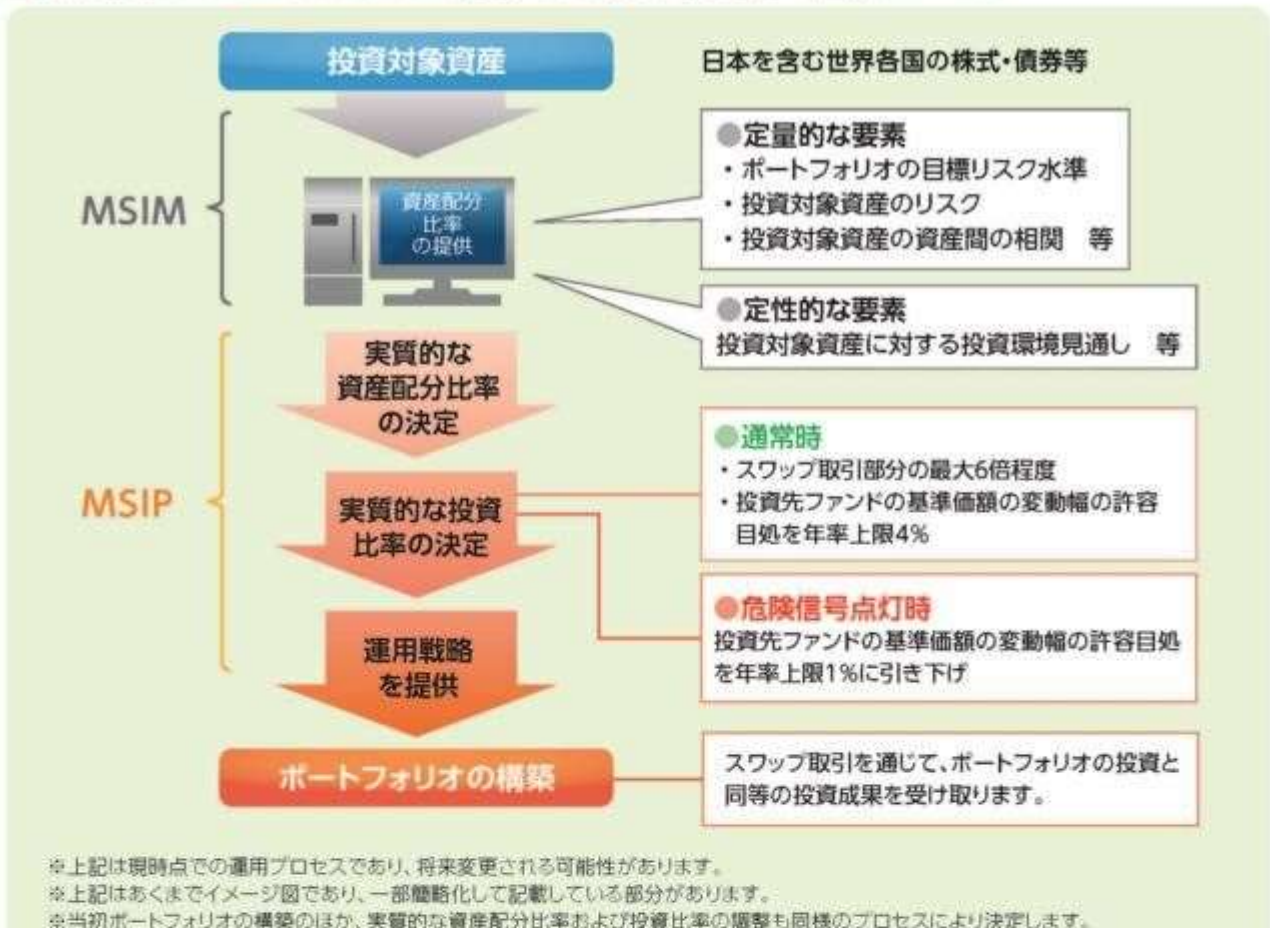 投資対象資産
日本を含む世界各国の株式・債券等
MSIM
資産配分
比率
の提供
●定量的な要素
・ポートフォリオの目標リスク水準
・投資対象資産のリスク
・投資対象資産の資産間の相関　等
●定性的な要素
投資対象資産に対する投資環境見通し　等
MSIP
実質的な
資産配分比率
の決定
実質的な投資
比率の決定
●通常時
・スワップ取引部分の最大6倍程度
・投資先ファンドの基準価額の変動幅の許容
目処を年率上限4%
●危険信号点灯時
投資先ファンドの基準価額の変動幅の許容目処
を年率上限1%に引き下げ
運用戦略
を提供
ポートフォリオの構築
スワップ取引を通じて、ポートフォリオの投資と
同等の投資成果を受け取ります。
※上記は現時点での運用プロセスであり、将来変更される可能性があります。
※上記はあくまでイメージ図であり、一部簡略化して記載している部分があります。
※当初ポートフォリオの構築のほか、実質的な資産配分比率および投資比率の調整も同様のプロセスにより決定します。